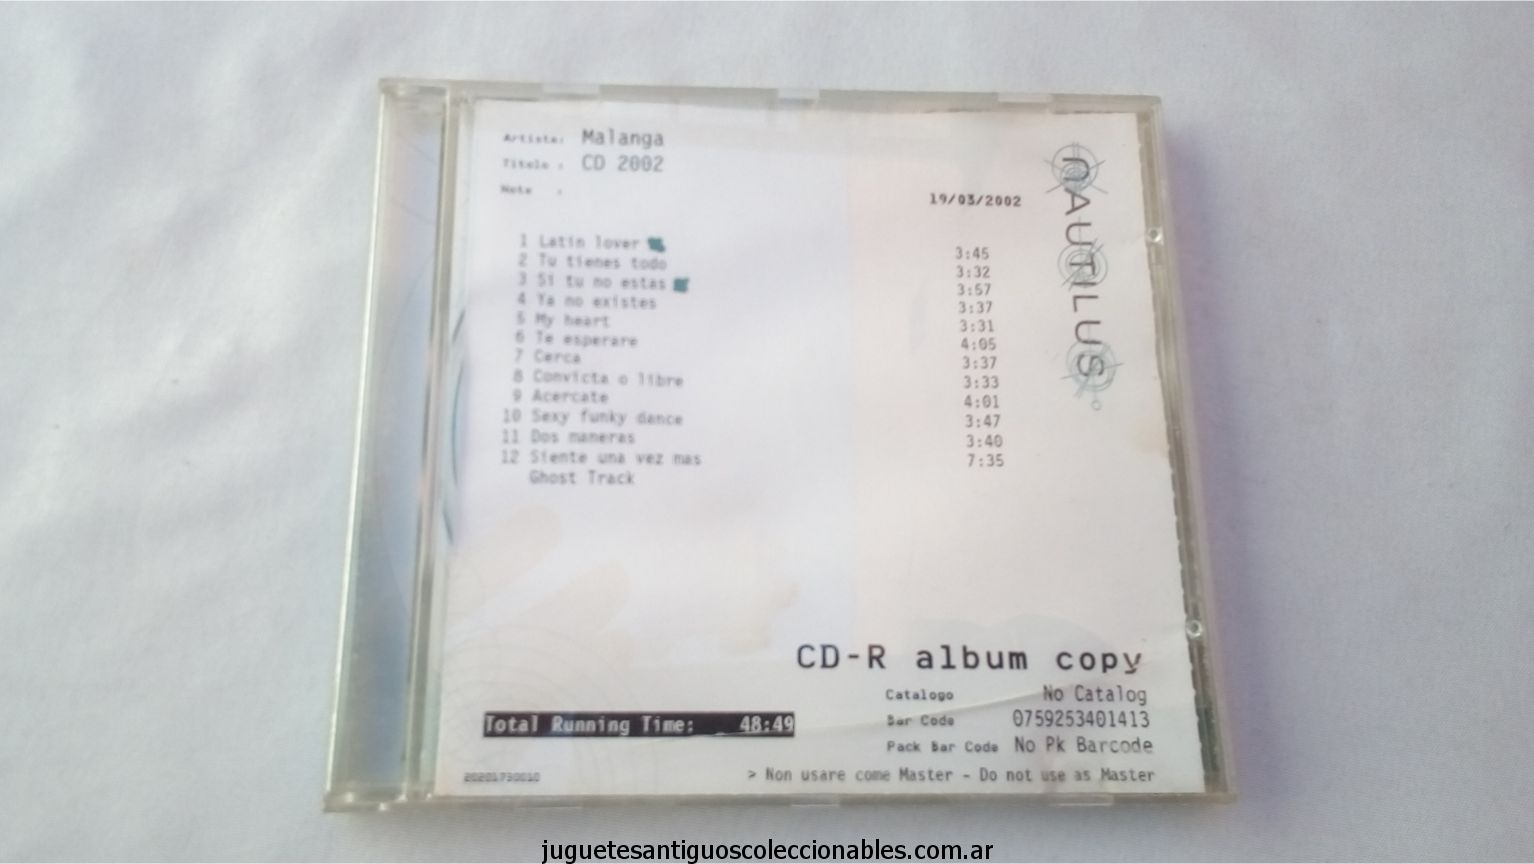 Artista: Malanga
Titolo : CD 2002
Note :
19/03/2002
NAUTILUS
1 Latin lover 3:45
2 Tu tienes todo 3:32
3 Si tu no estas 3:57
4 Ya no existes 3:37
5 My heart 3:31
6 Te esperare 4:05
7 Cerca 3:37
8 Convicta o libre 3:33
9 Acercate 4:01
10 Sexy funky dance 3:47
11 Dos maneras 3:40
12 Siente una vez mas 7:35
Ghost Track
CD-R album copy
Catalogo No Catalog
Total Running Time: 48:49
Bar Code 0759253401413
Pack Bar Code No Pk Barcode
20201730010
> Non usare come Master - Do not use as Master
juguetesantiguoscoleccionables.com.ar